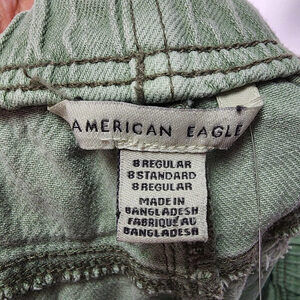 AMERICAN EAGLE
8 REGULAR
8 STANDARD
8 REGULAR
MADE IN
BANGLADESH
FABRIQUÉ AU
BANGLADESH